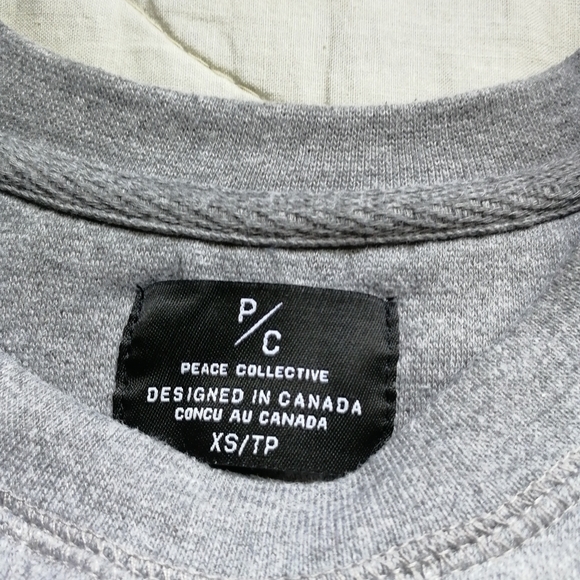 P/C
PEACE COLLECTIVE
DESIGNED IN CANADA
CONCU AU CANADA
XS/TP